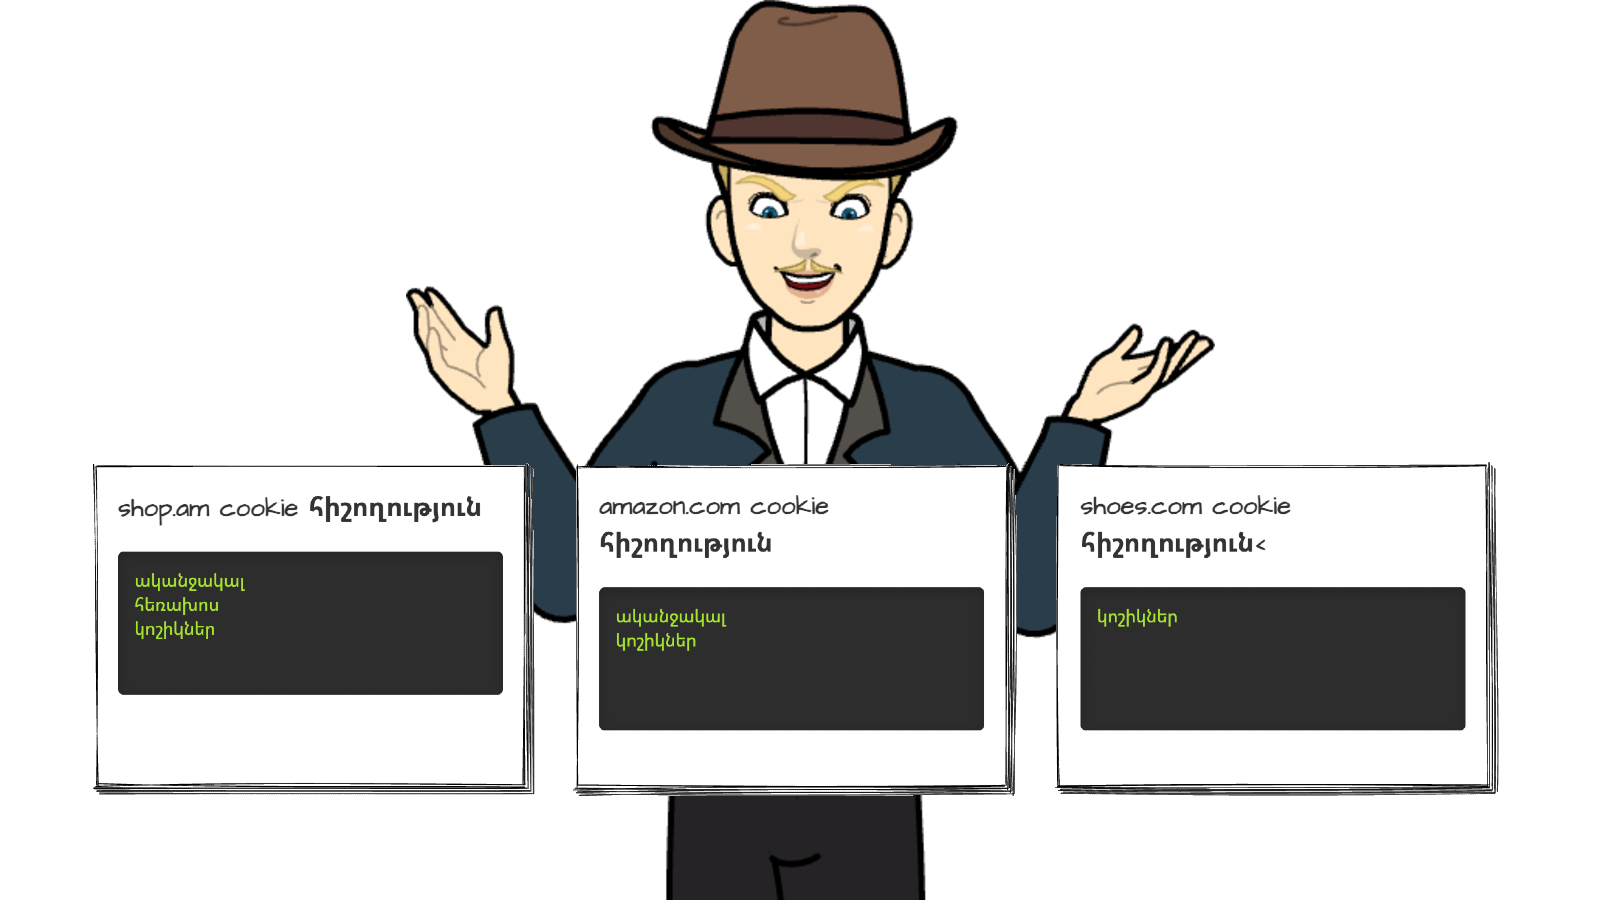 shop.am cookie հիշողություն
ականջակալ
հեռախոս
կոշիկներ
amazon.com cookie
հիշողություն
ականջակալ
կոշիկներ
shoes.com cookie
հիշողություն<
կոշիկներ